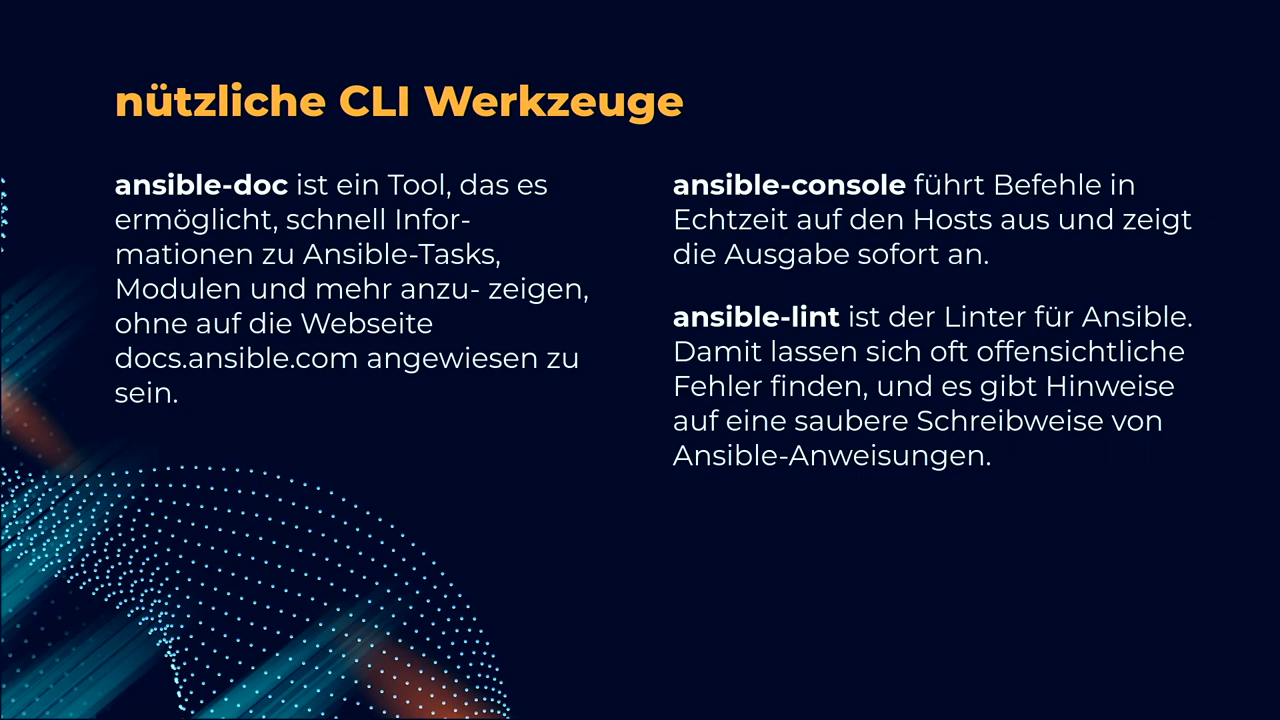 nützliche CLI Werkzeuge
ansible-doc ist ein Tool, das es
ermöglicht, schnell Infor-
mationen zu Ansible-Tasks,
Modulen und mehr anzu- zeigen,
ohne auf die Webseite
docs.ansible.com angewiesen zu
sein.
ansible-console führt Befehle in
Echtzeit auf den Hosts aus und zeigt
die Ausgabe sofort an.
ansible-lint ist der Linter für Ansible.
Damit lassen sich oft offensichtliche
Fehler finden, und es gibt Hinweise
auf eine saubere Schreibweise von
Ansible-Anweisungen.